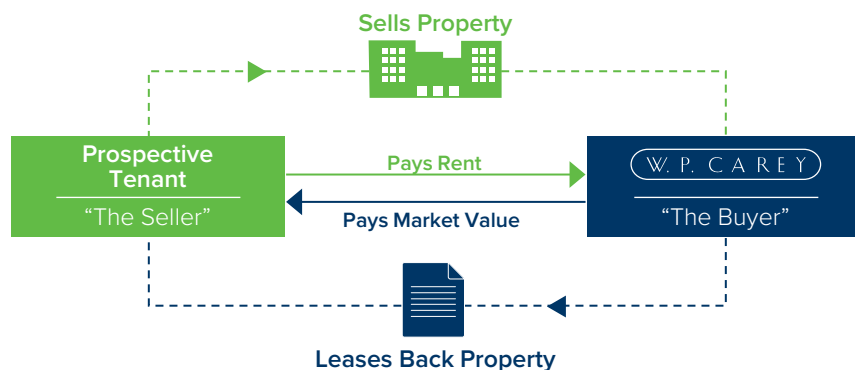 Sells Property
Prospective
Tenant
“The Seller”
Pays Rent
Pays Market Value
W. P. CAREY
“The Buyer”
Leases Back Property